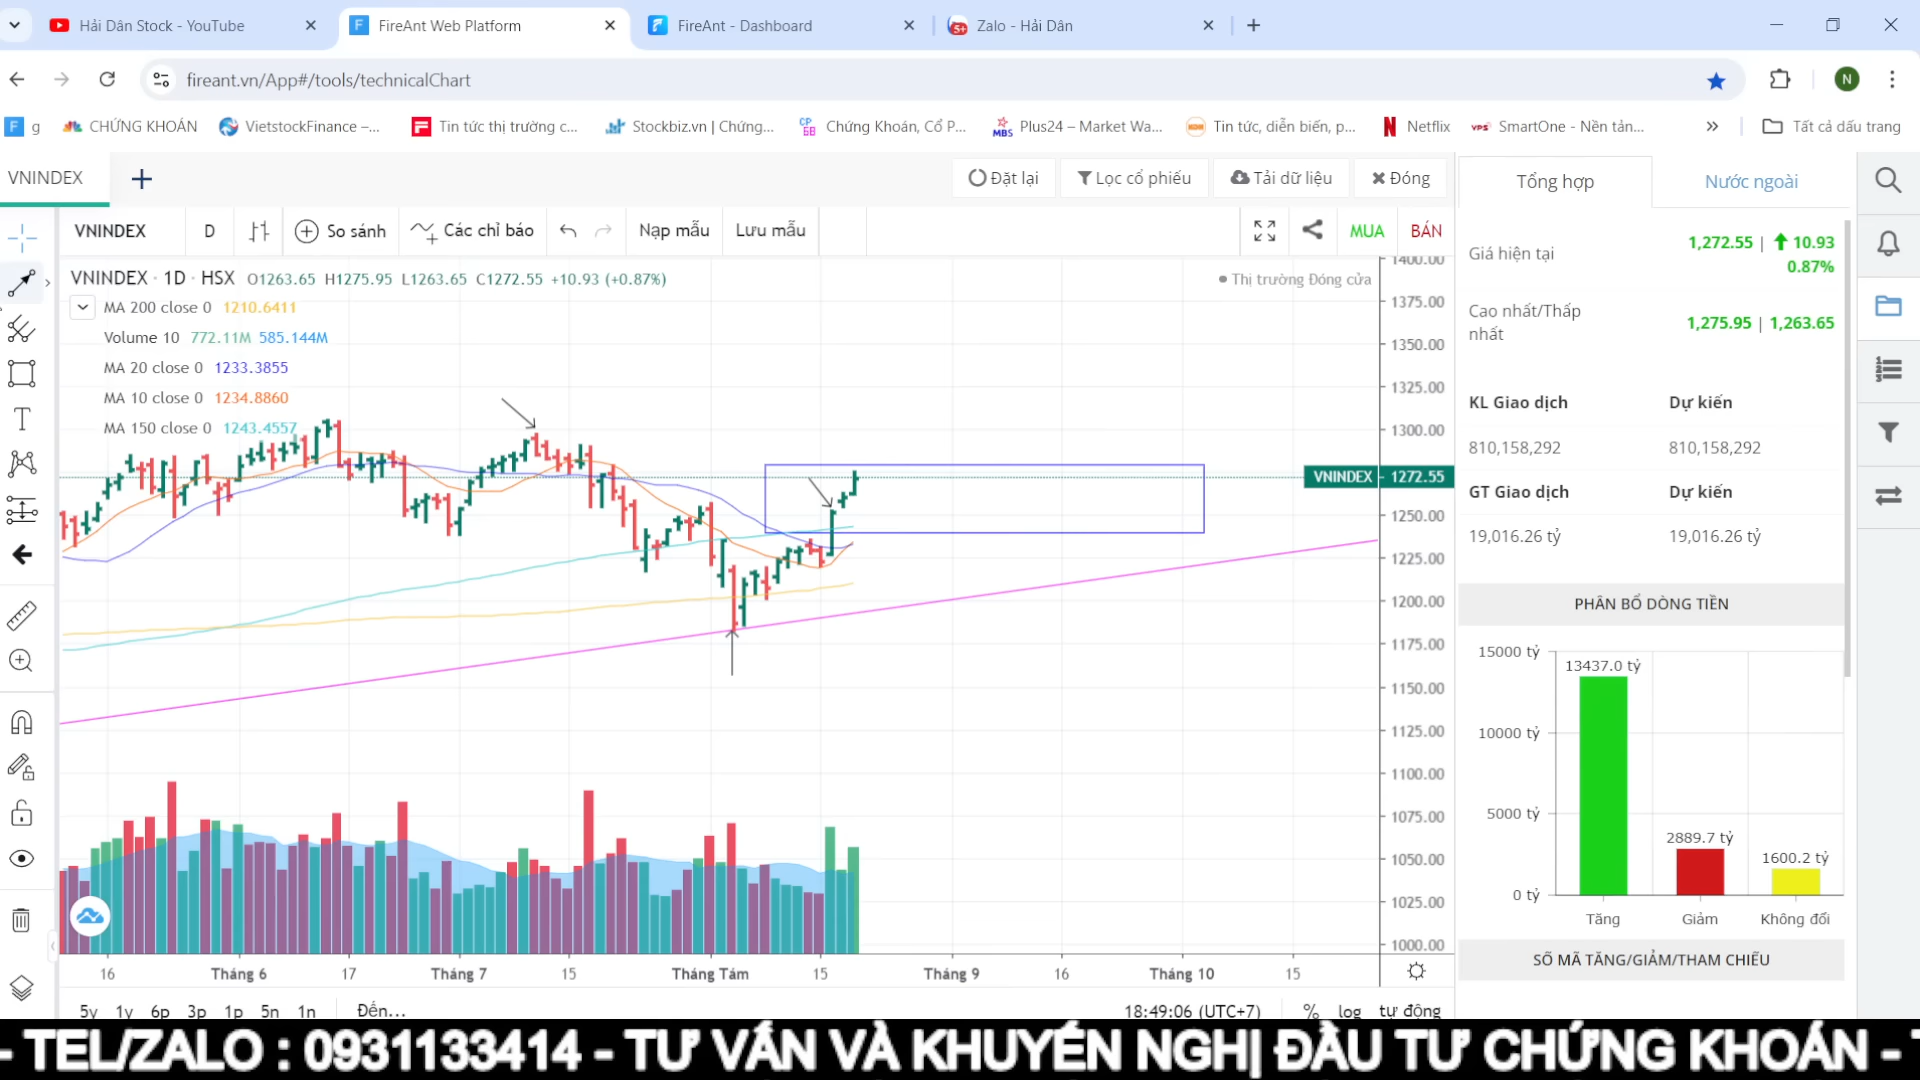 Hải Dân Stock - YouTube
FireAnt Web Platform
FireAnt - Dashboard
Zalo - Hải Dân
fireant.vn/App#/tools/technicalChart
N
g
CHỨNG KHOÁN
VietstockFinance –...
Tin tức thị trường c...
Stockbiz.vn | Chứng...
Chứng Khoán, Cổ P...
Plus24 – Market Wa...
Tin tức, diễn biến, p...
Netflix
SmartOne - Nền tản...
Tất cả dấu trang
VNINDEX
Đặt lại
Lọc cổ phiếu
Tải dữ liệu
Đóng
VNINDEX
D
So sánh
Các chỉ báo
Nạp mẫu
Lưu mẫu
MUA
BÁN
VNINDEX · 1D · HSX O1263.65 H1275.95 L1263.65 C1272.55 +10.93 (+0.87%)
Thị trường Đóng cửa
MA 200 close 0 1210.6411
Volume 10 772.11M 585.144M
MA 20 close 0 1233.3855
MA 10 close 0 1234.8860
MA 150 close 0 1243.4557
1400.00
1375.00
1350.00
1325.00
1300.00
VNINDEX 1272.55
1250.00
1225.00
1200.00
1175.00
1150.00
1125.00
1100.00
1075.00
1050.00
1025.00
1000.00
16
Tháng 6
17
Tháng 7
15
Tháng Tám
15
Tháng 9
16
Tháng 10
15
5y 1y 6p 3p 1p 5n 1n
Đến...
18:49:06 (UTC+7)
% log tự động
Tổng hợp
Nước ngoài
Giá hiện tại
1,272.55 | 10.93
0.87%
Cao nhất/Thấp nhất
1,275.95 | 1,263.65
KL Giao dịch
Dự kiến
810,158,292
810,158,292
GT Giao dịch
Dự kiến
19,016.26 tỷ
19,016.26 tỷ
PHÂN BỔ DÒNG TIỀN
15000 tỷ
13437.0 tỷ
10000 tỷ
5000 tỷ
2889.7 tỷ
1600.2 tỷ
0 tỷ
Tăng
Giảm
Không đổi
SỐ MÃ TĂNG/GIẢM/THAM CHIẾU
- TEL/ZALO : 0931133414 - TƯ VẤN VÀ KHUYẾN NGHỊ ĐẦU TƯ CHỨNG KHOÁN -